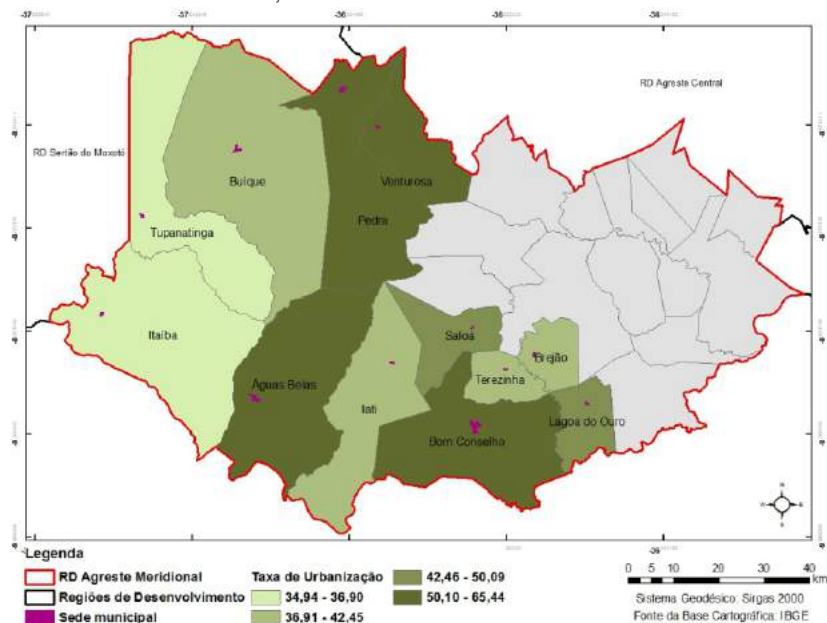 RD Agreste Central
RD Sertão do Moxotó
Buíque
Venturosa
Pedra
Tupanatinga
Itaíba
Saloá
Brejão
Terezinha
Águas Belas
Iati
Lagoa do Ouro
Bom Conselho
Legenda
RD Agreste Meridional
Regiões de Desenvolvimento
Sede municipal
Taxa de Urbanização
34,94 - 36,90
36,91 - 42,45
42,46 - 50,09
50,10 - 65,44
N
W E
S
0 5 10 20 30 40
km
Sistema Geodésico: Sirgas 2000
Fonte da Base Cartográfica: IBGE